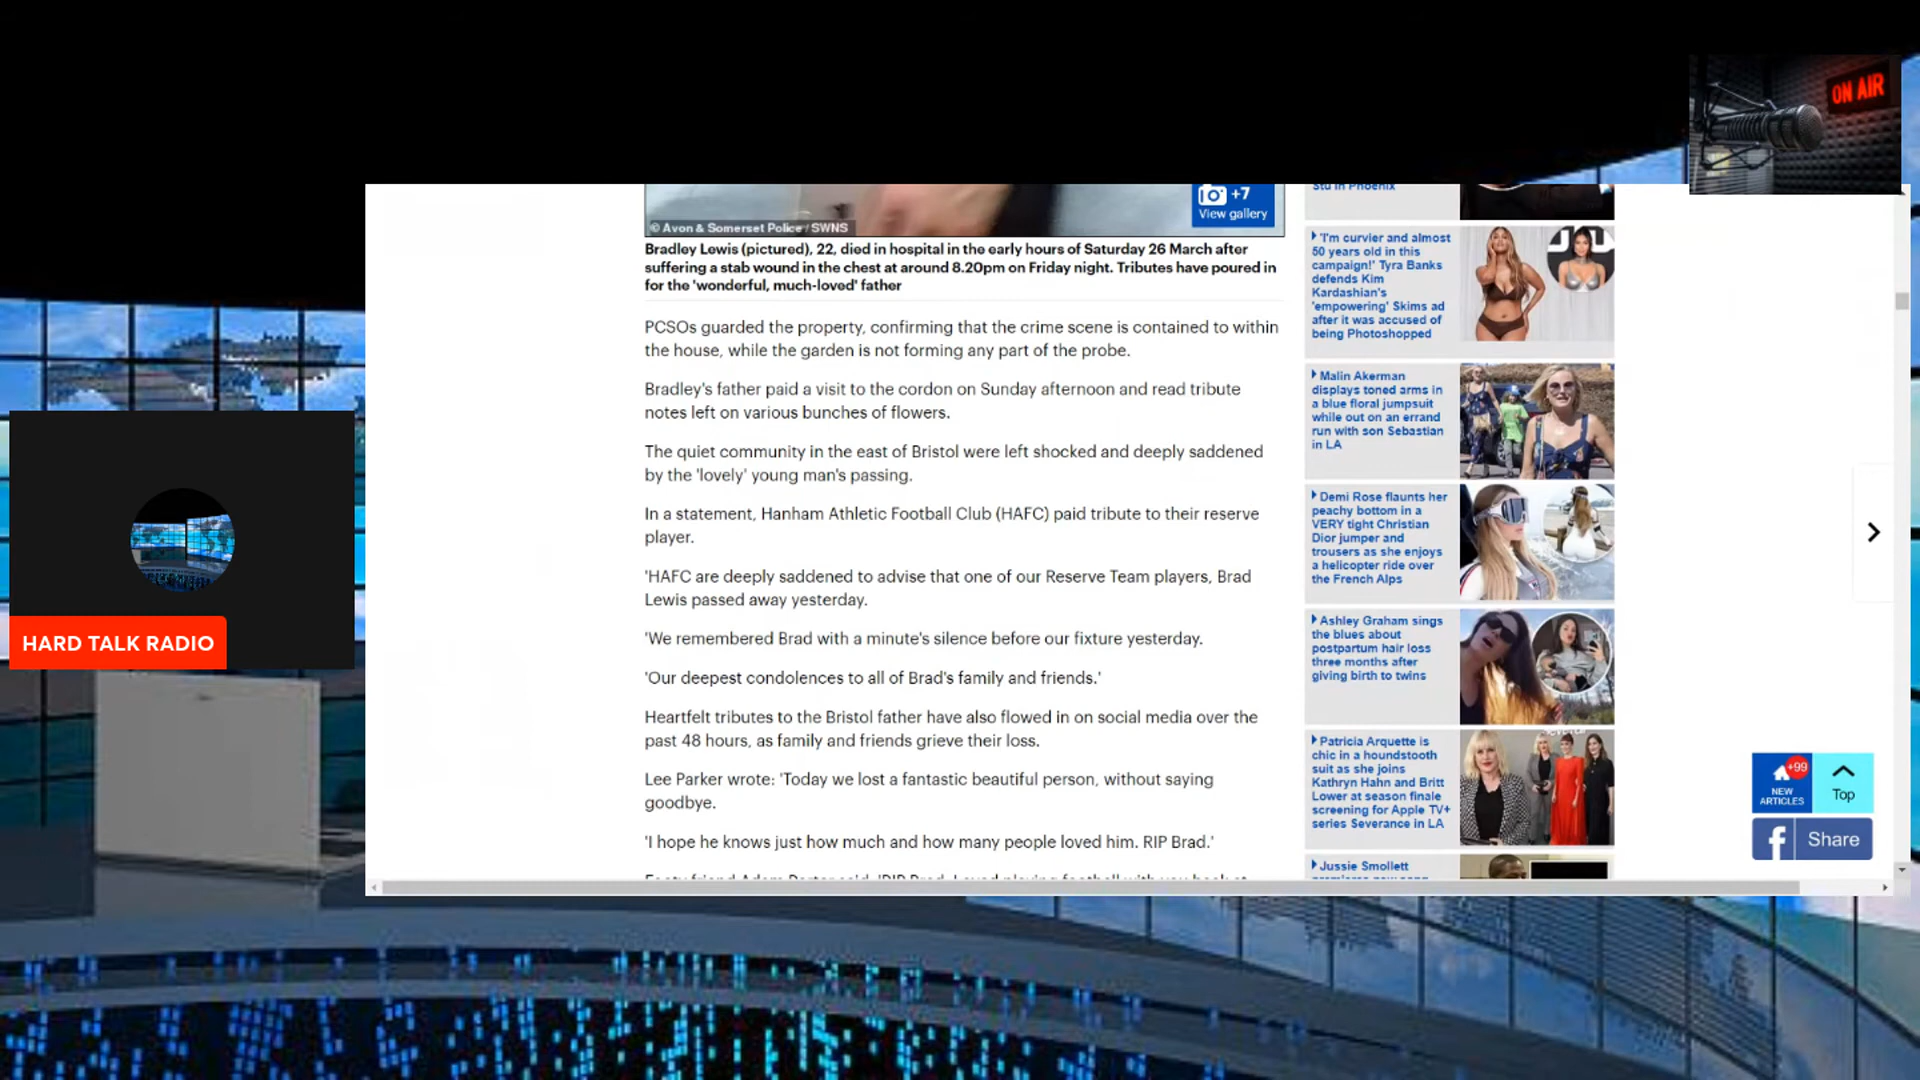 ON AIR
Stu in Phoenix
+7
View gallery
© Avon & Somerset Police / SWNS
Bradley Lewis (pictured), 22, died in hospital in the early hours of Saturday 26 March after
suffering a stab wound in the chest at around 8.20pm on Friday night. Tributes have poured in
for the 'wonderful, much-loved' father
PCSOs guarded the property, confirming that the crime scene is contained to within
the house, while the garden is not forming any part of the probe.
Bradley's father paid a visit to the cordon on Sunday afternoon and read tribute
notes left on various bunches of flowers.
The quiet community in the east of Bristol were left shocked and deeply saddened
by the 'lovely' young man's passing.
In a statement, Hanham Athletic Football Club (HAFC) paid tribute to their reserve
player.
'HAFC are deeply saddened to advise that one of our Reserve Team players, Brad
Lewis passed away yesterday.
'We remembered Brad with a minute's silence before our fixture yesterday.
'Our deepest condolences to all of Brad's family and friends.'
Heartfelt tributes to the Bristol father have also flowed in on social media over the
past 48 hours, as family and friends grieve their loss.
Lee Parker wrote: 'Today we lost a fantastic beautiful person, without saying
goodbye.
'I hope he knows just how much and how many people loved him. RIP Brad.'
'I'm curvier and almost
50 years old in this
campaign!' Tyra Banks
defends Kim
Kardashian's
'empowering' Skims ad
after it was accused of
being Photoshopped
Malin Akerman
displays toned arms in
a blue floral jumpsuit
while out on an errand
run with son Sebastian
in LA
Demi Rose flaunts her
peachy bottom in a
VERY tight Christian
Dior jumper and
trousers as she enjoys
a helicopter ride over
the French Alps
Ashley Graham sings
the blues about
postpartum hair loss
three months after
giving birth to twins
Patricia Arquette is
chic in a houndstooth
suit as she joins
Kathryn Hahn and Britt
Lower at season finale
screening for Apple TV+
series Severance in LA
Jussie Smollett
+99
NEW
ARTICLES
Top
Share
HARD TALK RADIO